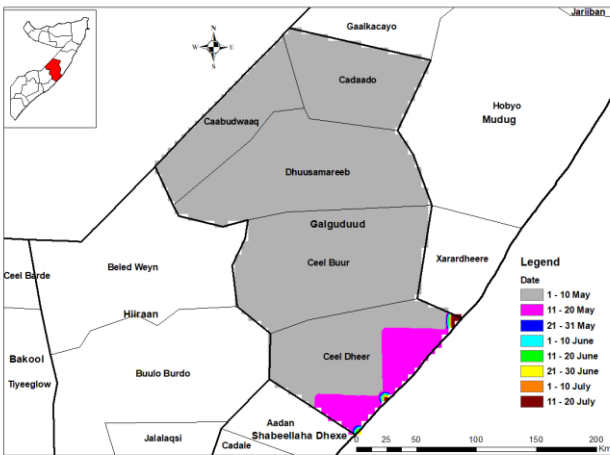 Jariiban
Gaalkacayo
N
W E
S
Cadaado
Hobyo
Mudug
Caabudwaaq
Dhuusamareeb
Galguduud
Xarardheere
Ceel Buur
Beled Weyn
Ceel Barde
Hiiraan
Bakool
Tiyeeglow
Buulo Burdo
Ceel Dheer
Aadan
Shabeellaha Dhexe
Jalalaqsi
Cadale
Legend
Date
1 - 10 May
11 - 20 May
21 - 31 May
1 - 10 June
11 - 20 June
21 - 30 June
1 - 10 July
11 - 20 July
0 25 50 100 150 200
Km